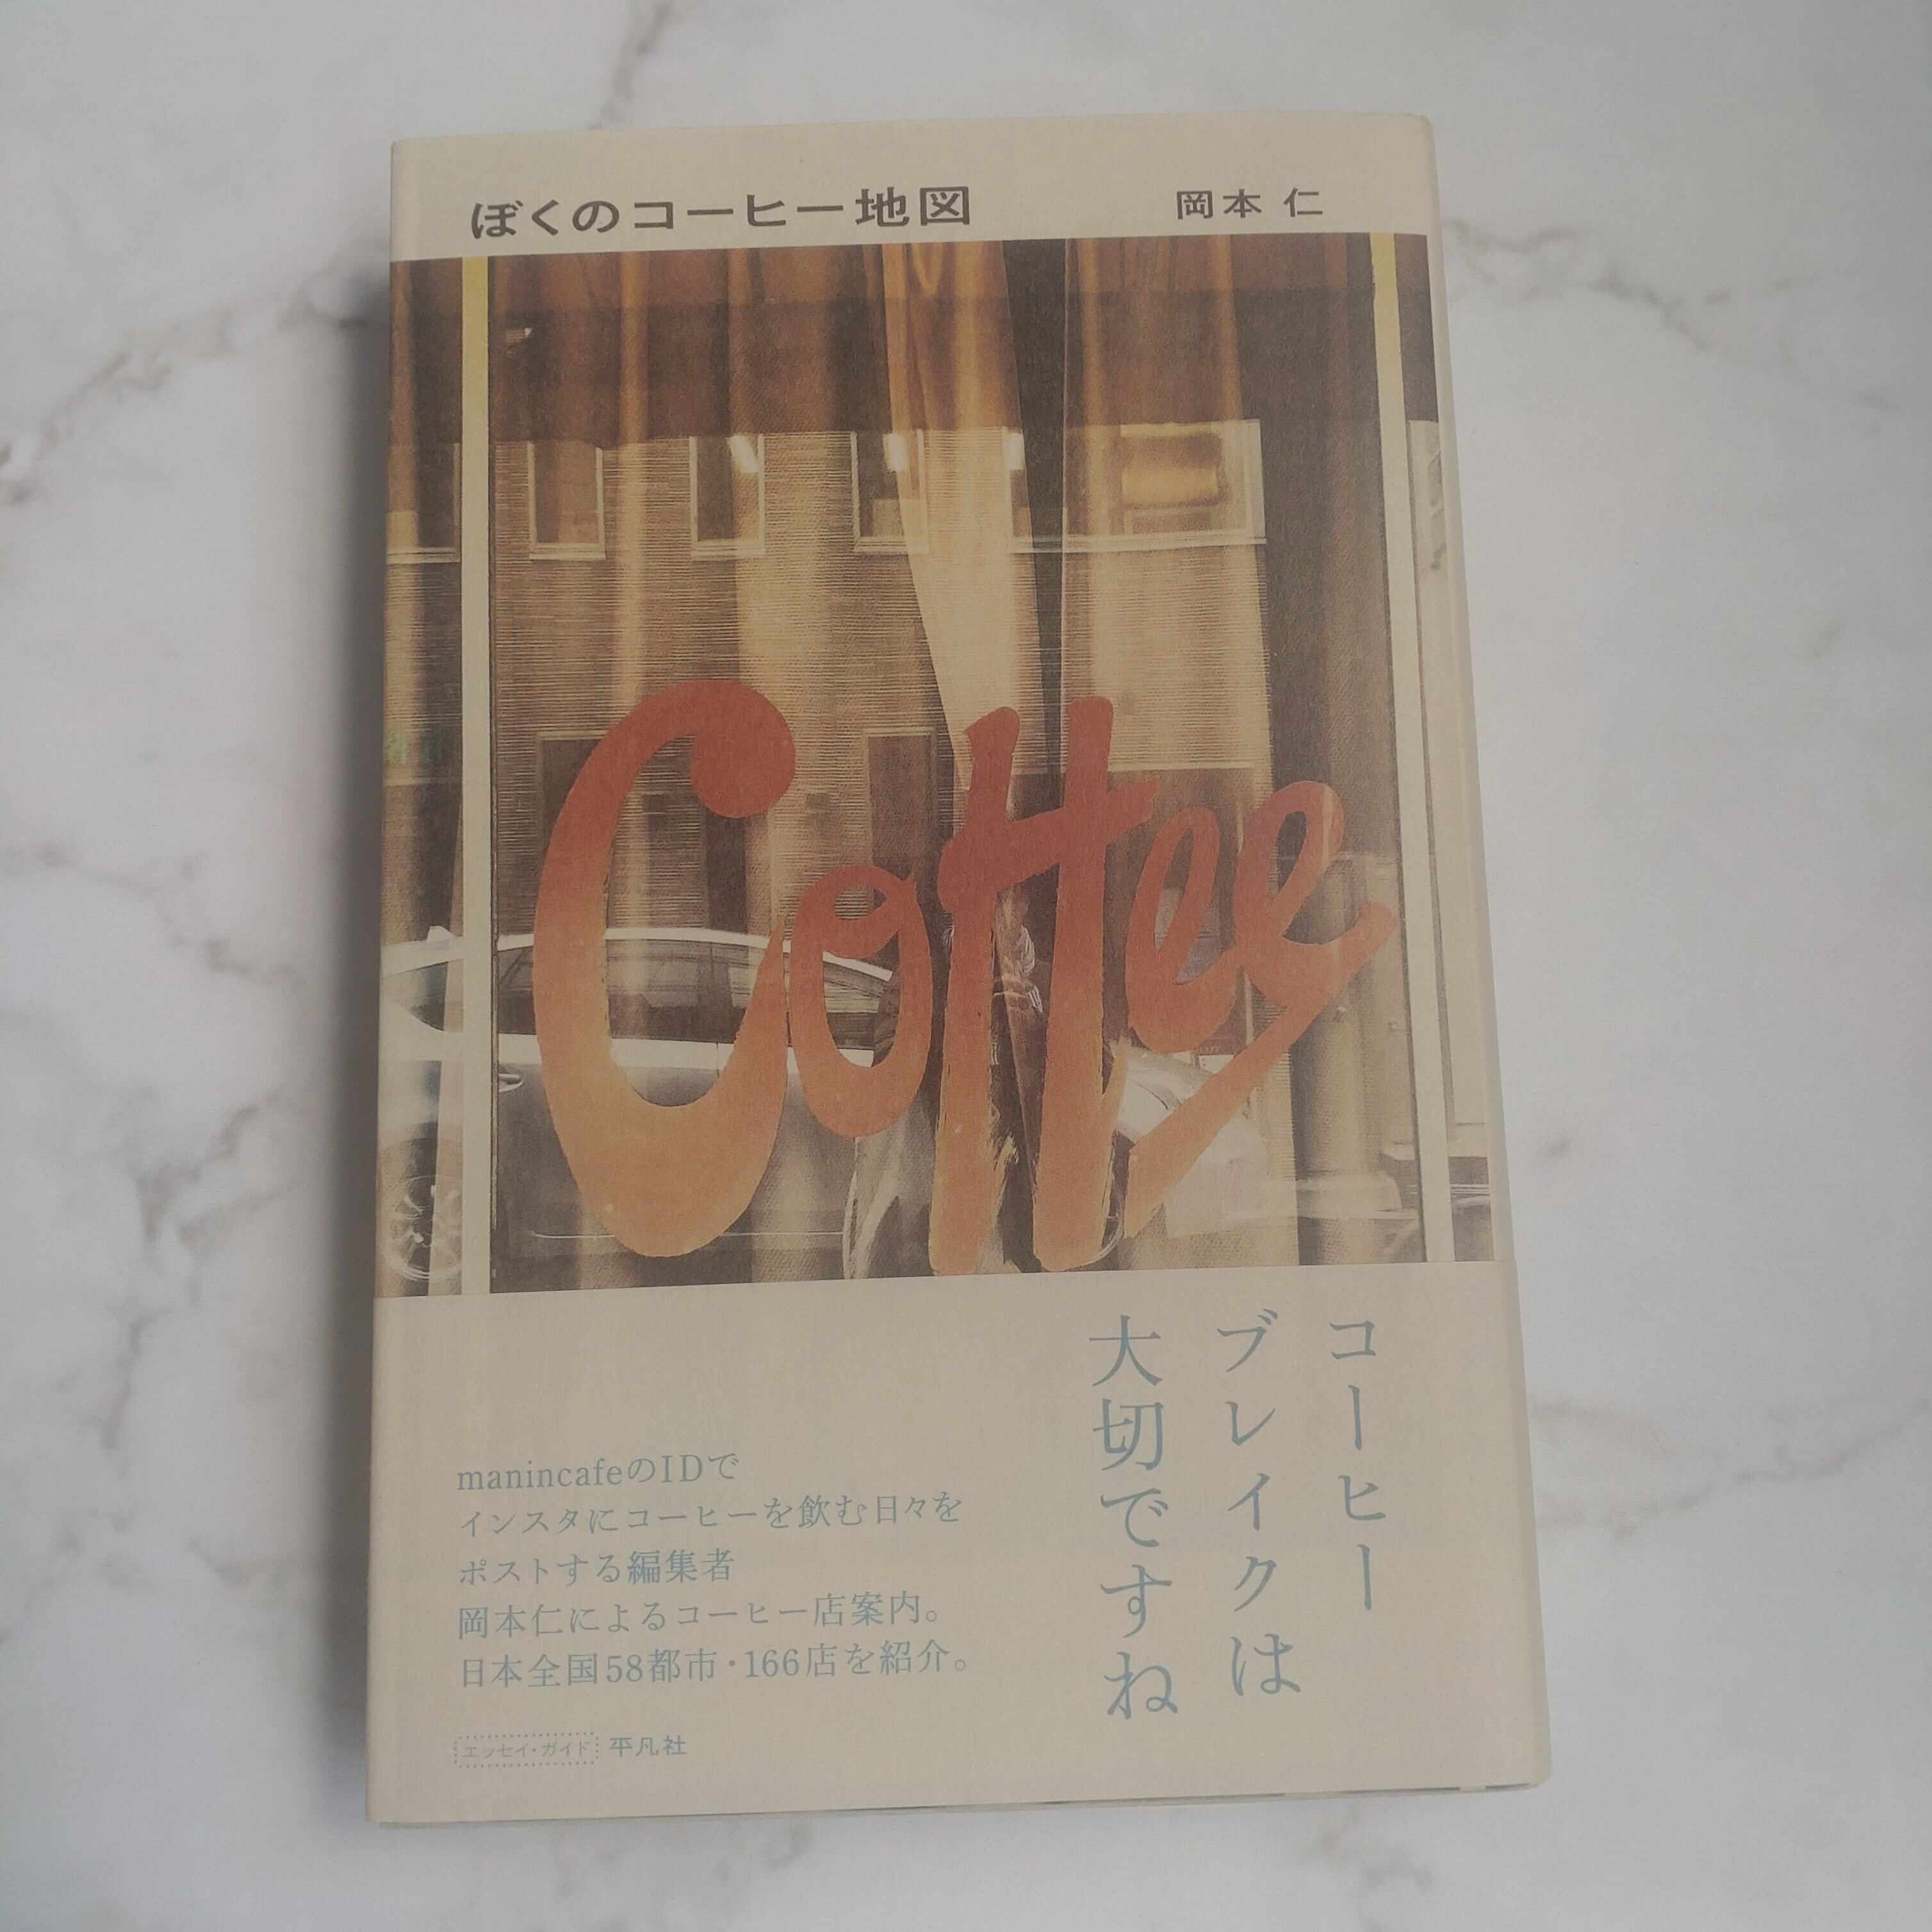 ぼくのコーヒー地図
岡本 仁
Coffee
コーヒー
ブレイクは
大切ですね
manincafeのIDで
インスタにコーヒーを飲む日々を
ポストする編集者
岡本仁によるコーヒー店案内。
日本全国58都市・166店を紹介。
エッセイ・ガイド 平凡社